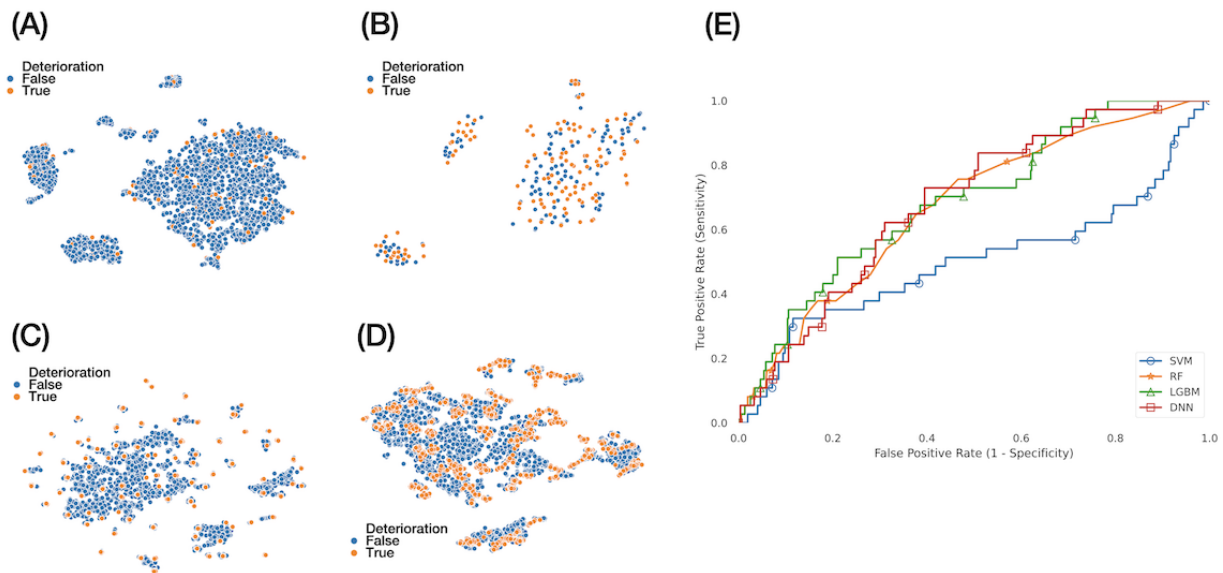 (A)
Deterioration
False
True
(B)
Deterioration
False
True
(C)
Deterioration
False
True
(D)
Deterioration
False
True
(E)
1.0
0.8
0.6
0.4
0.2
0.0
True Positive Rate (Sensitivity)
0.0 0.2 0.4 0.6 0.8 1.0
False Positive Rate (1 - Specificity)
SVM
RF
LGBM
DNN